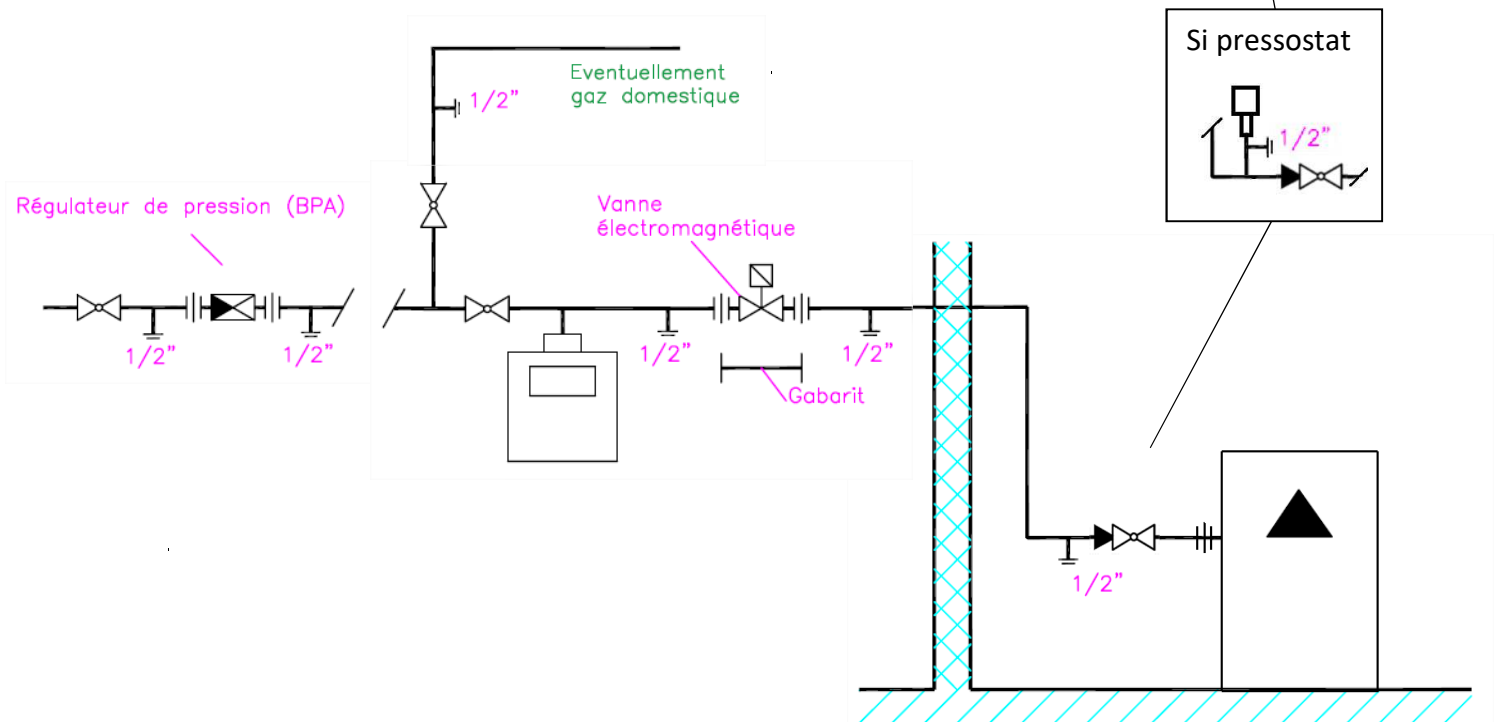 Si pressostat
1/2"
Eventuellement
gaz domestique
1/2"
Régulateur de pression (BPA)
1/2"
1/2"
Vanne
électromagnétique
1/2"
1/2"
Gabarit
1/2"